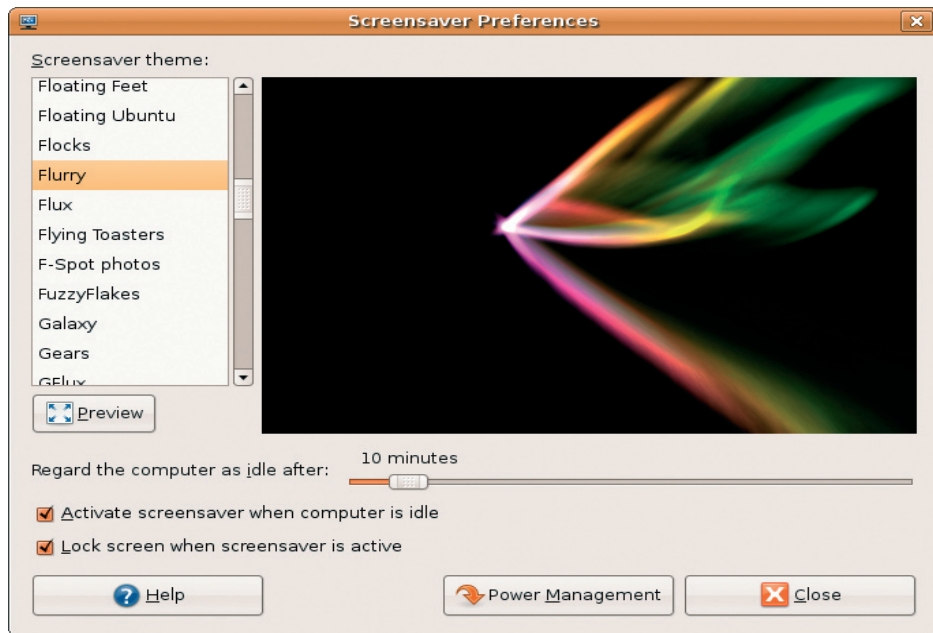 Screensaver Preferences
Screensaver theme:
Floating Feet
Floating Ubuntu
Flocks
Flurry
Flux
Flying Toasters
F-Spot photos
FuzzyFlakes
Galaxy
Gears
GFlux
Preview
Regard the computer as idle after:
10 minutes
Activate screensaver when computer is idle
Lock screen when screensaver is active
Help
Power Management
Close